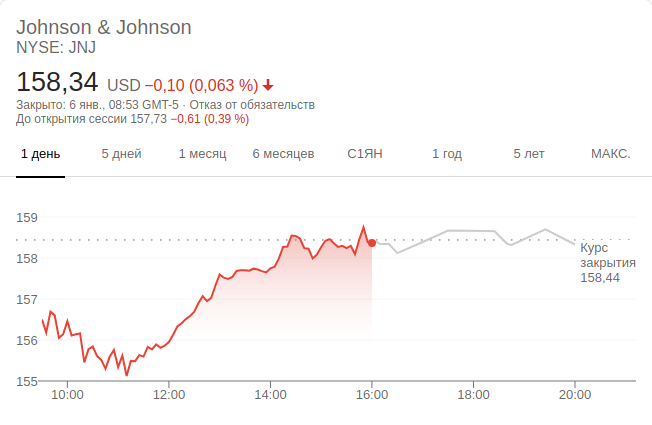 Johnson & Johnson
NYSE: JNJ
158,34 USD −0,10 (0,063 %)
Закрыто: 6 янв., 08:53 GMT-5 · Отказ от обязательств
До открытия сессии 157,73 −0,61 (0,39 %)
1 день 5 дней 1 месяц 6 месяцев С1ЯН 1 год 5 лет МАКС.
159
158
157
156
155
Курс
закрытия
158,44
10:00 12:00 14:00 16:00 18:00 20:00